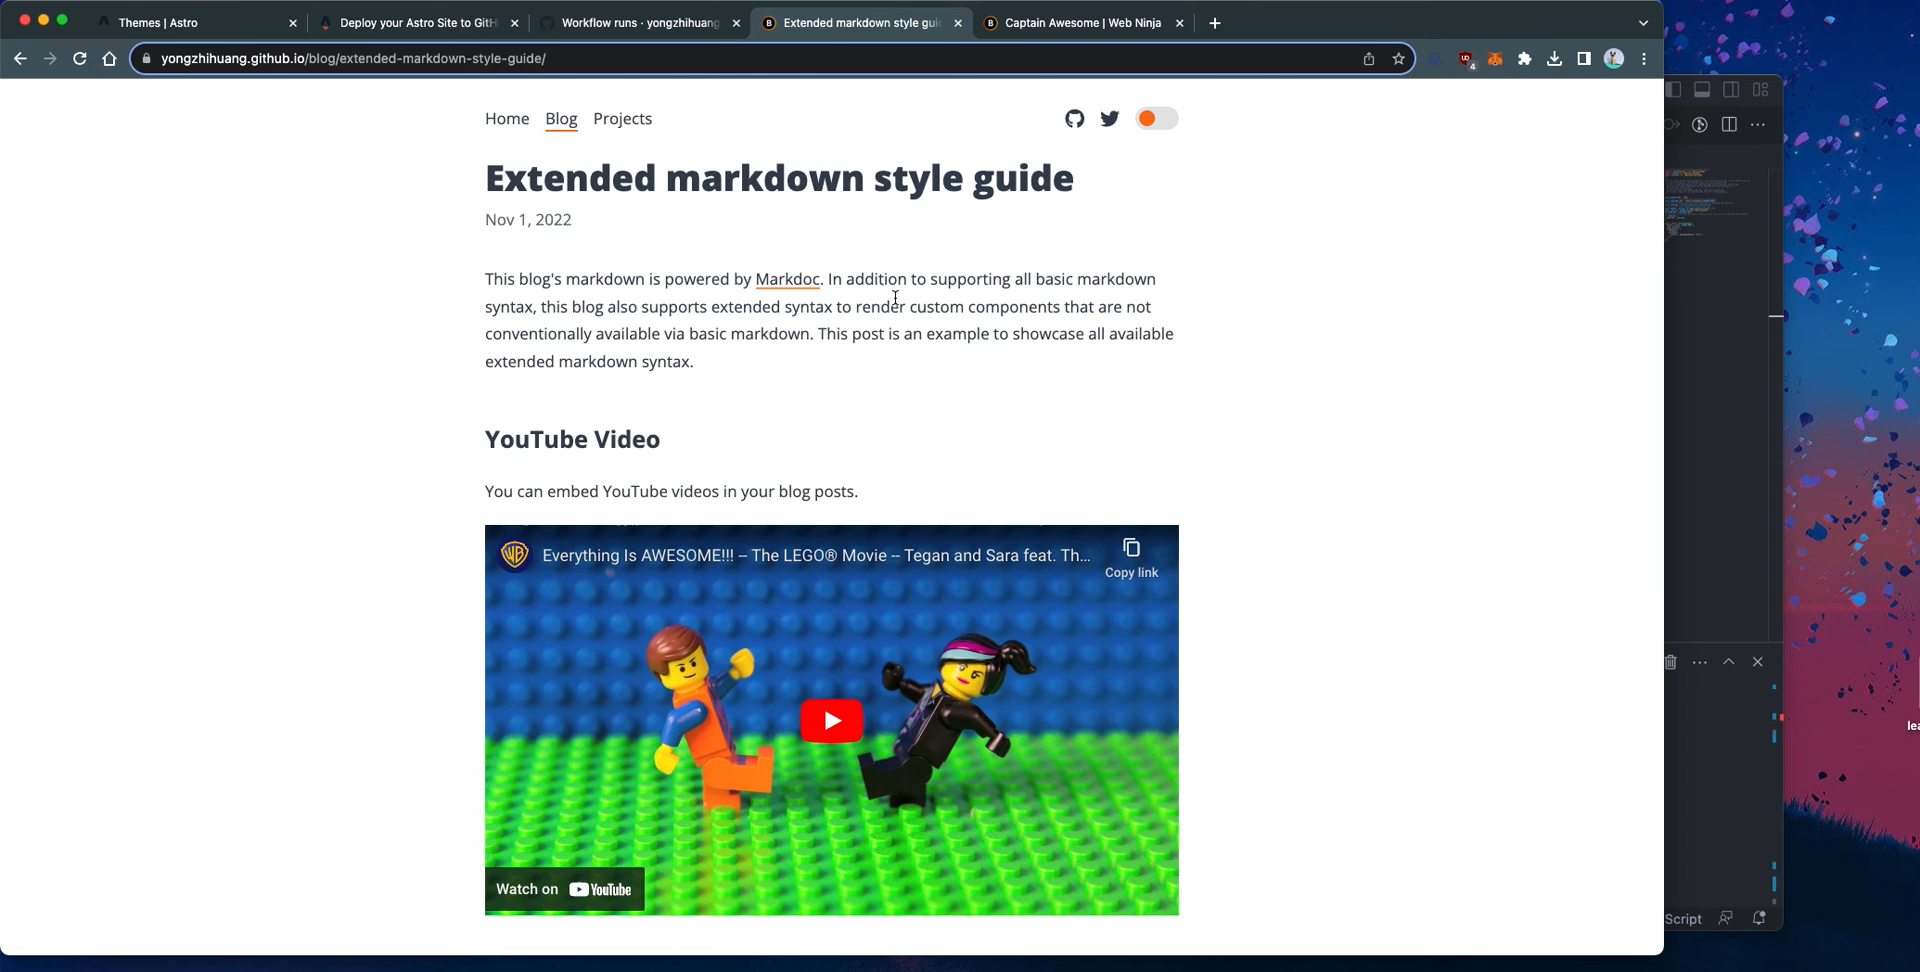 Themes | Astro
Deploy your Astro Site to GitH
Workflow runs · yongzhihuang
Extended markdown style gui
Captain Awesome | Web Ninja
yongzhihuang.github.io/blog/extended-markdown-style-guide/
4
Home Blog Projects
Extended markdown style guide
Nov 1, 2022
This blog's markdown is powered by Markdoc. In addition to supporting all basic markdown
syntax, this blog also supports extended syntax to render custom components that are not
conventionally available via basic markdown. This post is an example to showcase all available
extended markdown syntax.
YouTube Video
You can embed YouTube videos in your blog posts.
Everything Is AWESOME!!! -- The LEGO® Movie -- Tegan and Sara feat. Th...
Copy link
Watch on YouTube
Script
lea